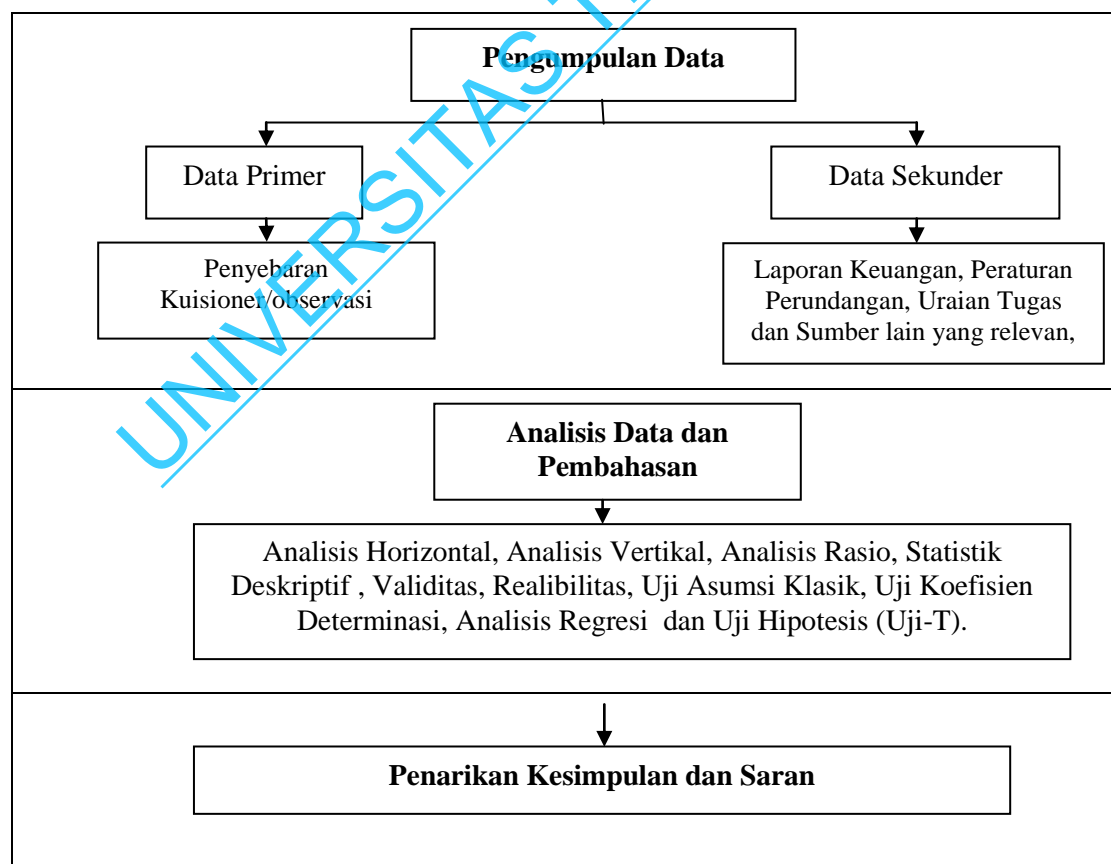 Pengumpulan Data
Data Primer
Data Sekunder
Penyebaran
Kuisioner/observasi
Laporan Keuangan, Peraturan
Perundangan, Uraian Tugas
dan Sumber lain yang relevan,
Analisis Data dan
Pembahasan
Analisis Horizontal, Analisis Vertikal, Analisis Rasio, Statistik
Deskriptif , Validitas, Realibilitas, Uji Asumsi Klasik, Uji Koefisien
Determinasi, Analisis Regresi dan Uji Hipotesis (Uji-T).
Penarikan Kesimpulan dan Saran
UNIVERSITAS